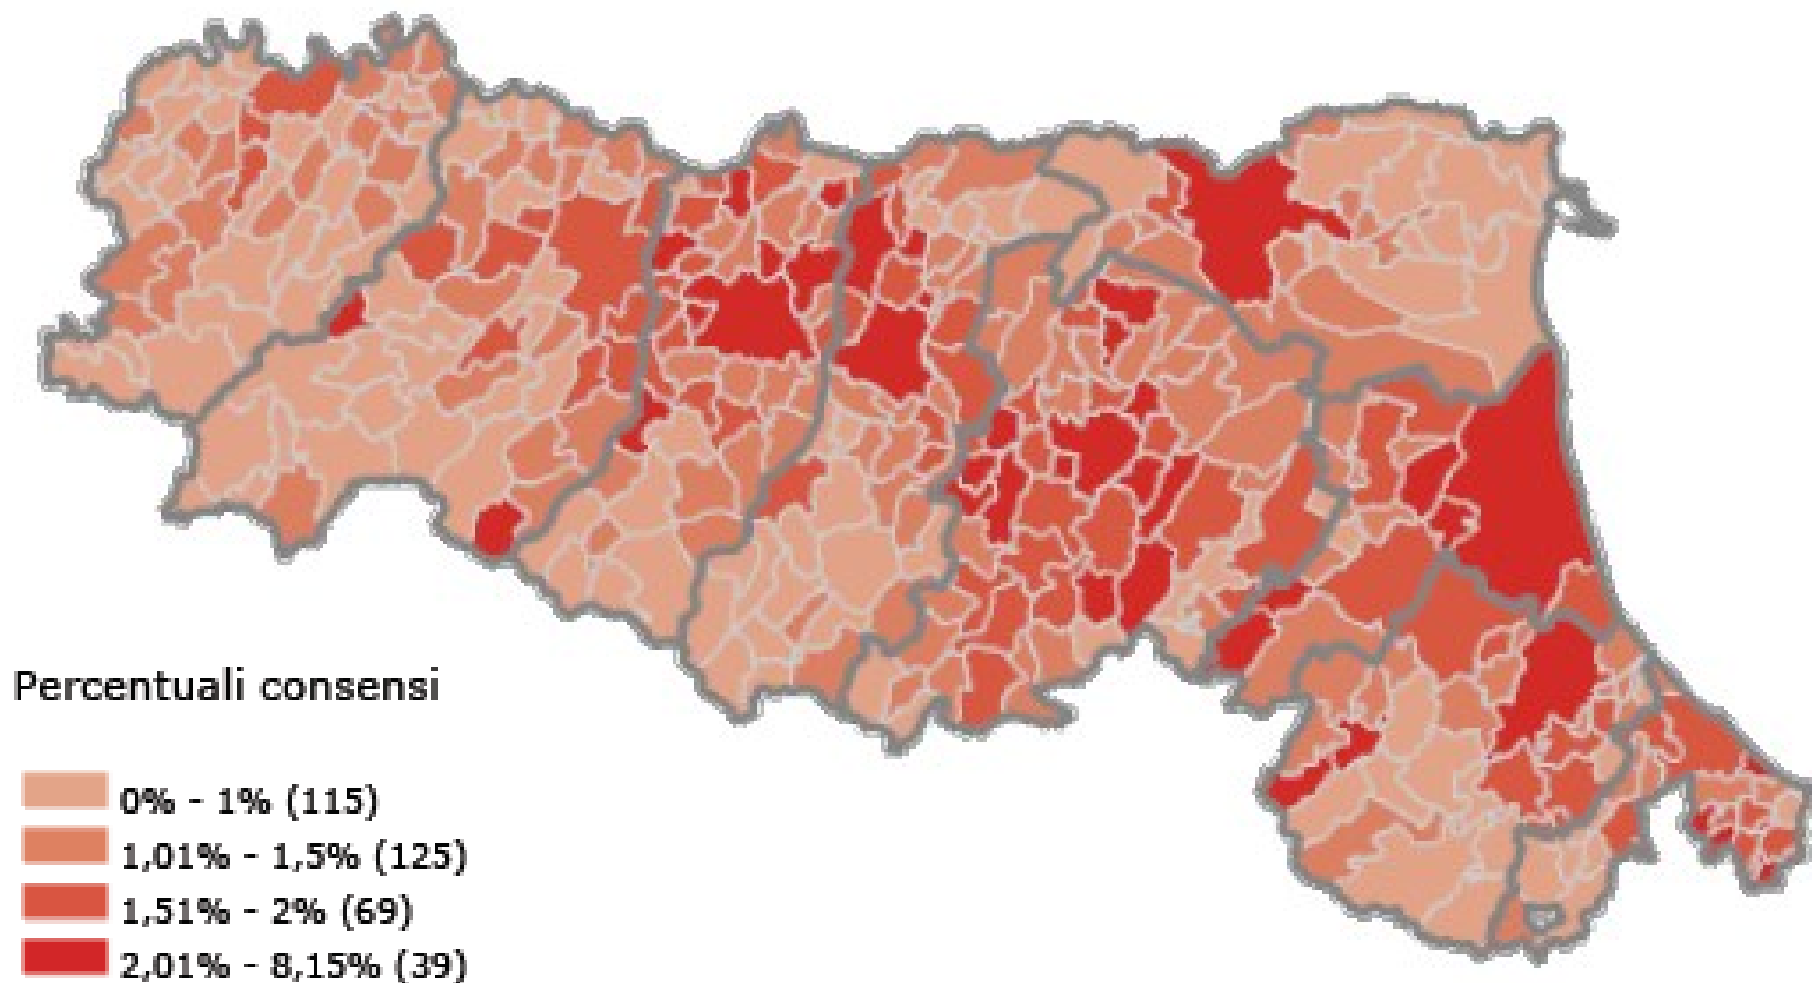 Percentuali consensi
0% - 1% (115)
1,01% - 1,5% (125)
1,51% - 2% (69)
2,01% - 8,15% (39)